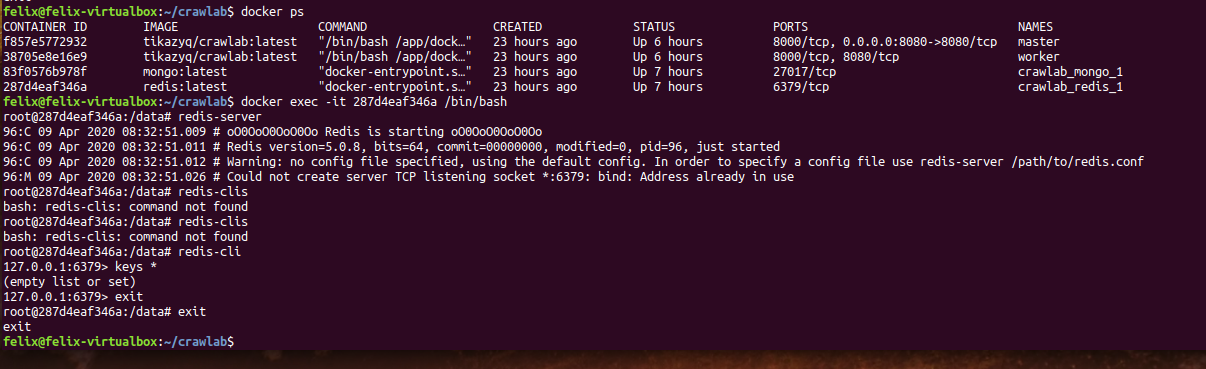 felix@felix-virtualbox:~/crawlab$ docker ps
CONTAINER ID        IMAGE                    COMMAND                  CREATED             STATUS              PORTS                              NAMES
f857e5772932        tikazyq/crawlab:latest   "/bin/bash /app/dock…"   23 hours ago        Up 6 hours          8000/tcp, 0.0.0.0:8080->8080/tcp   master
38705e8e16e9        tikazyq/crawlab:latest   "/bin/bash /app/dock…"   23 hours ago        Up 6 hours          8000/tcp, 8080/tcp                 worker
83f0576b978f        mongo:latest             "docker-entrypoint.s…"   23 hours ago        Up 7 hours          27017/tcp                          crawlab_mongo_1
287d4eaf346a        redis:latest             "docker-entrypoint.s…"   23 hours ago        Up 7 hours          6379/tcp                           crawlab_redis_1
felix@felix-virtualbox:~/crawlab$ docker exec -it 287d4eaf346a /bin/bash
root@287d4eaf346a:/data# redis-server
96:C 09 Apr 2020 08:32:51.009 # oO0OoO0OoO0Oo Redis is starting oO0OoO0OoO0Oo
96:C 09 Apr 2020 08:32:51.011 # Redis version=5.0.8, bits=64, commit=00000000, modified=0, pid=96, just started
96:C 09 Apr 2020 08:32:51.012 # Warning: no config file specified, using the default config. In order to specify a config file use redis-server /path/to/redis.conf
96:M 09 Apr 2020 08:32:51.026 # Could not create server TCP listening socket *:6379: bind: Address already in use
root@287d4eaf346a:/data# redis-clis
bash: redis-clis: command not found
root@287d4eaf346a:/data# redis-clis
bash: redis-clis: command not found
root@287d4eaf346a:/data# redis-cli
127.0.0.1:6379> keys *
(empty list or set)
127.0.0.1:6379> exit
root@287d4eaf346a:/data# exit
exit
felix@felix-virtualbox:~/crawlab$